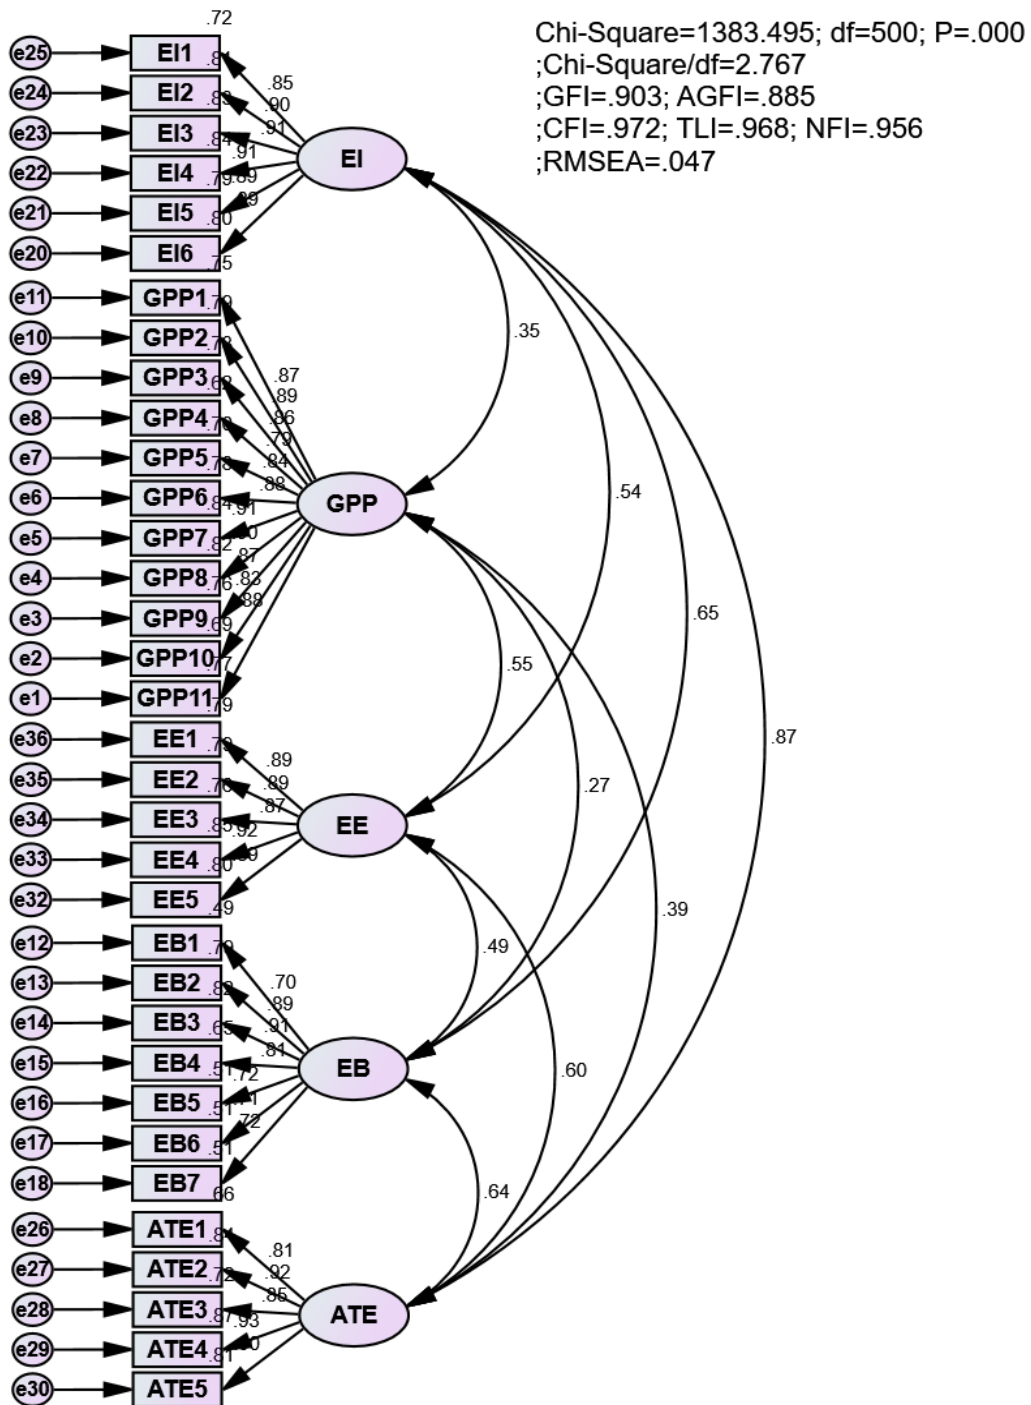 Chi-Square=1383.495; df=500; P=.000
;Chi-Square/df=2.767
;GFI=.903; AGFI=.885
;CFI=.972; TLI=.968; NFI=.956
;RMSEA=.047
.72
e25 EI1
e24 EI2
e23 EI3
e22 EI4
e21 EI5
e20 EI6
.85
.90
.91
.91
.89
EI
.75
e11 GPP1
e10 GPP2
e9 GPP3
e8 GPP4
e7 GPP5
e6 GPP6
e5 GPP7
e4 GPP8
e3 GPP9
e2 GPP10
e1 GPP11
.87
.89
.86
.79
.84
.88
.91
.87
.83
.88
GPP
.79
e36 EE1
e35 EE2
e34 EE3
e33 EE4
e32 EE5
.89
.89
.87
.92
EE
.49
e12 EB1
e13 EB2
e14 EB3
e15 EB4
e16 EB5
e17 EB6
e18 EB7
.70
.89
.91
.81
.72
.72
EB
.66
e26 ATE1
e27 ATE2
e28 ATE3
e29 ATE4
e30 ATE5
.81
.92
.85
.93
ATE
.35
.54
.65
.87
.55
.27
.39
.49
.60
.64